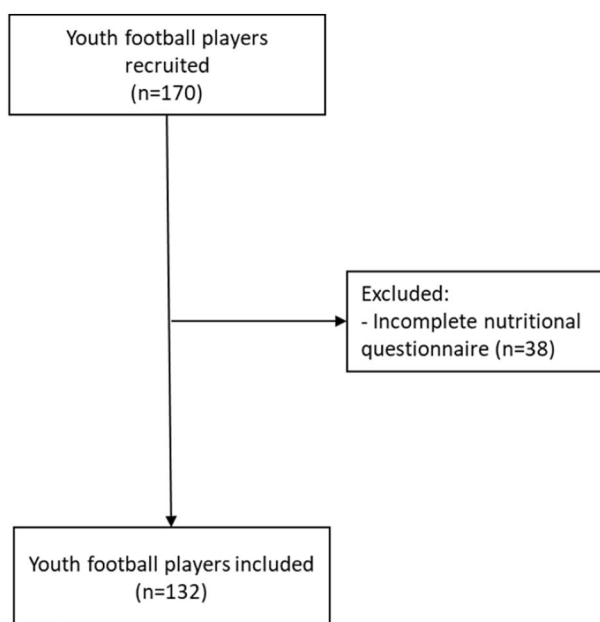 Youth football players
recruited
(n=170)
Excluded:
- Incomplete nutritional
questionnaire (n=38)
Youth football players included
(n=132)